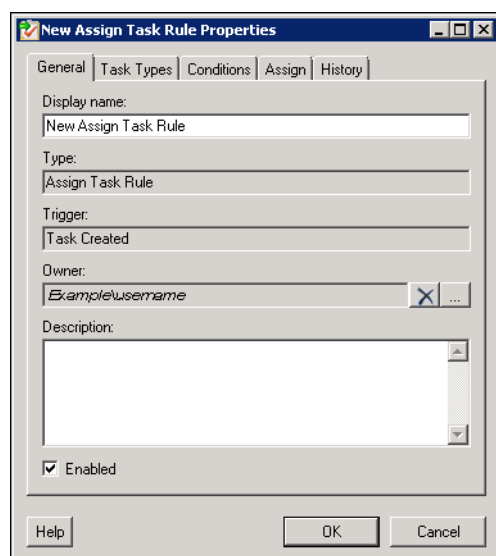 New Assign Task Rule Properties
General Task Types Conditions Assign History
Display name:
New Assign Task Rule
Type:
Assign Task Rule
Trigger:
Task Created
Owner:
Example\username
...
Description:
Enabled
Help OK Cancel